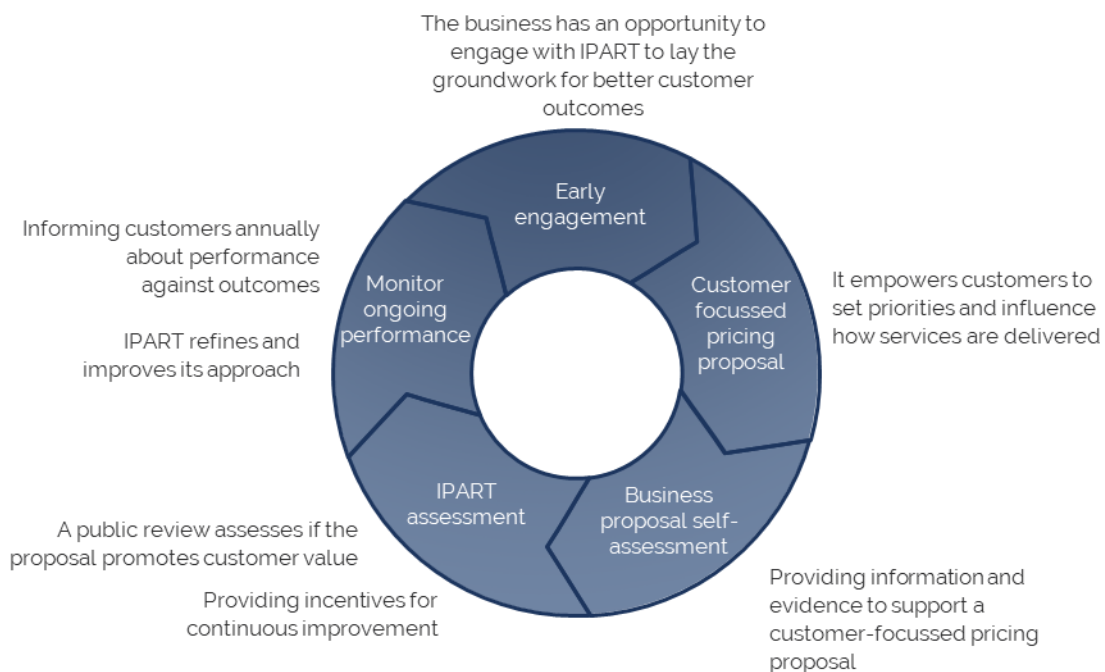 The business has an opportunity to
engage with IPART to lay the
groundwork for better customer
outcomes
Early
engagement
Customer
focussed
pricing
proposal
It empowers customers to
set priorities and influence
how services are delivered
Business
proposal self-
assessment
Providing information and
evidence to support a
customer-focussed pricing
proposal
IPART
assessment
A public review assesses if the
proposal promotes customer value
Providing incentives for
continuous improvement
Monitor
ongoing
performance
Informing customers annually
about performance
against outcomes
IPART refines and
improves its approach